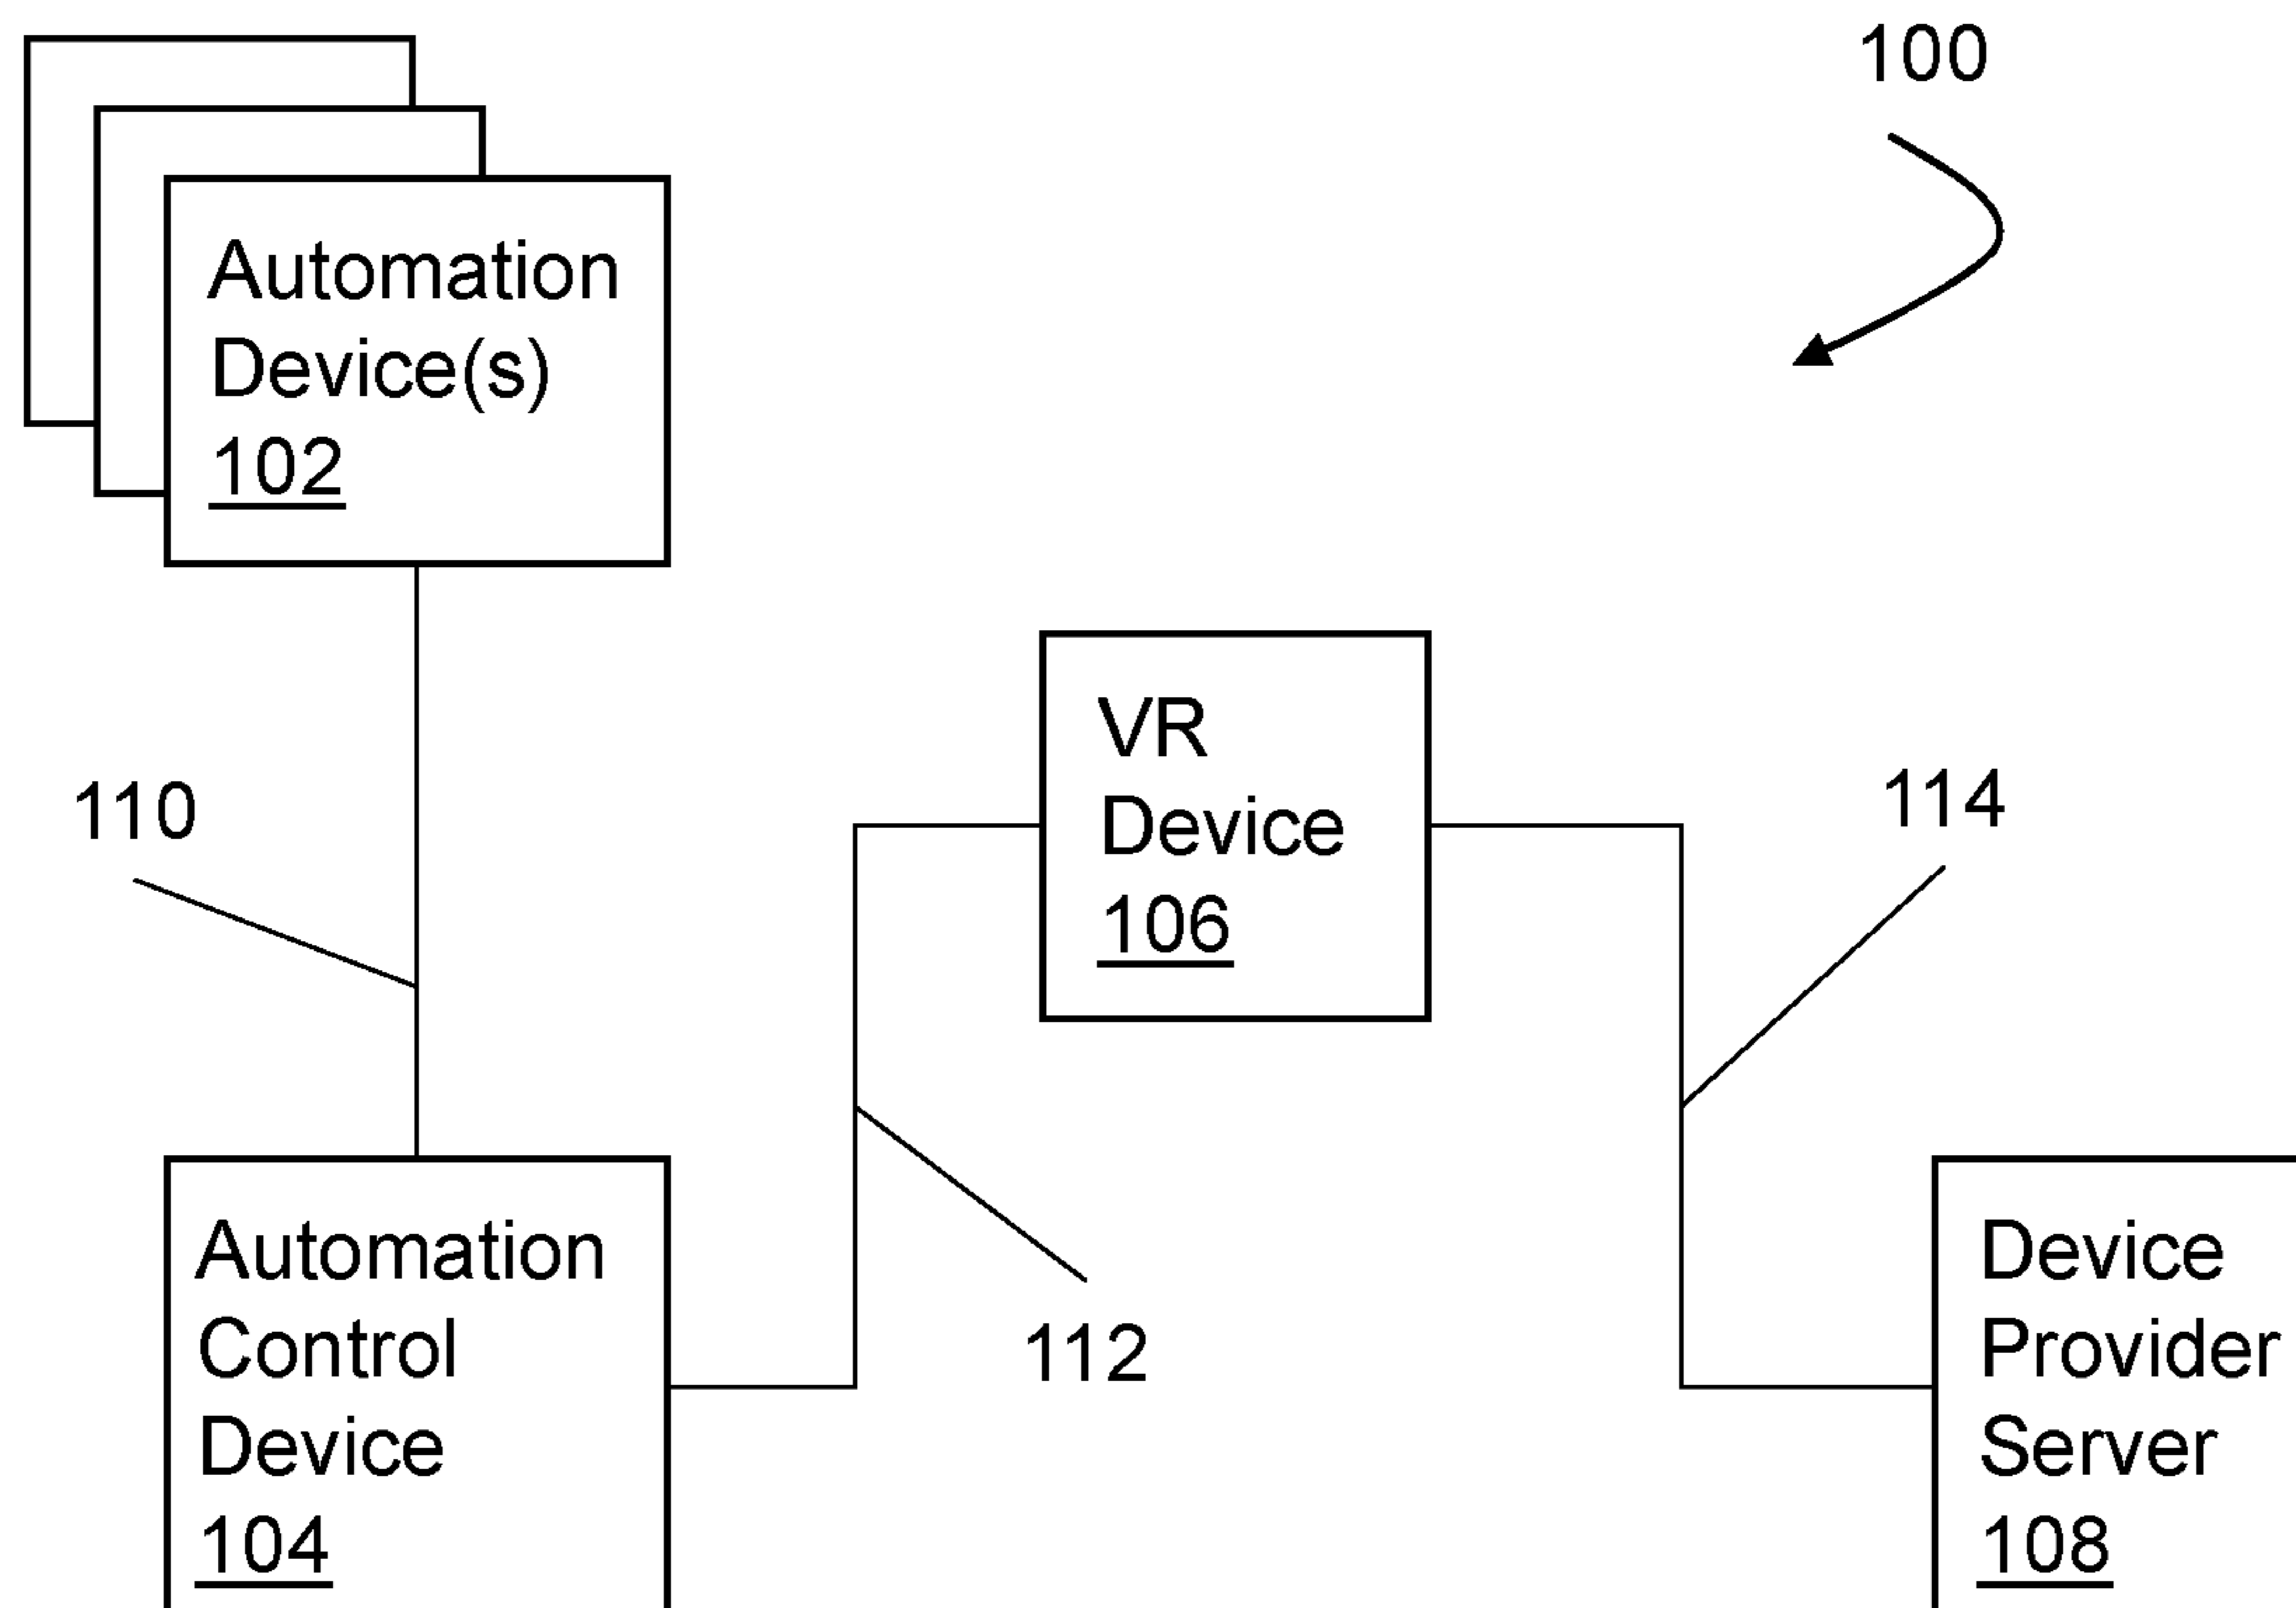 100
Automation
Device(s)
102
VR
Device
106
110
114
Automation
Control
Device
104
112
Device
Provider
Server
108